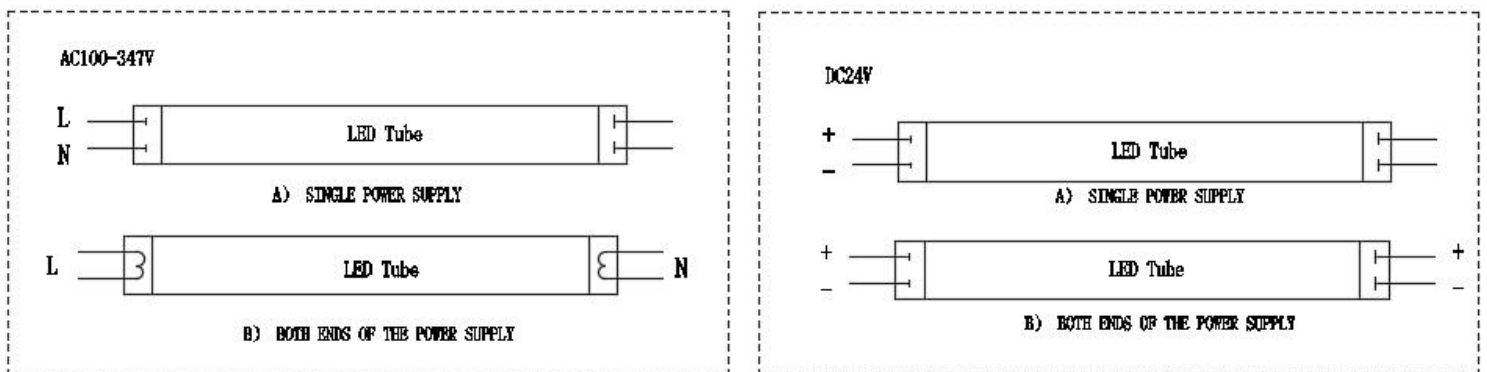 AC100-347V
L
N
LED Tube
A) SINGLE POWER SUPPLY
L
LED Tube
N
B) BOTH ENDS OF THE POWER SUPPLY
DC24V
+
-
LED Tube
A) SINGLE POWER SUPPLY
+
-
LED Tube
+
-
B) BOTH ENDS OF THE POWER SUPPLY